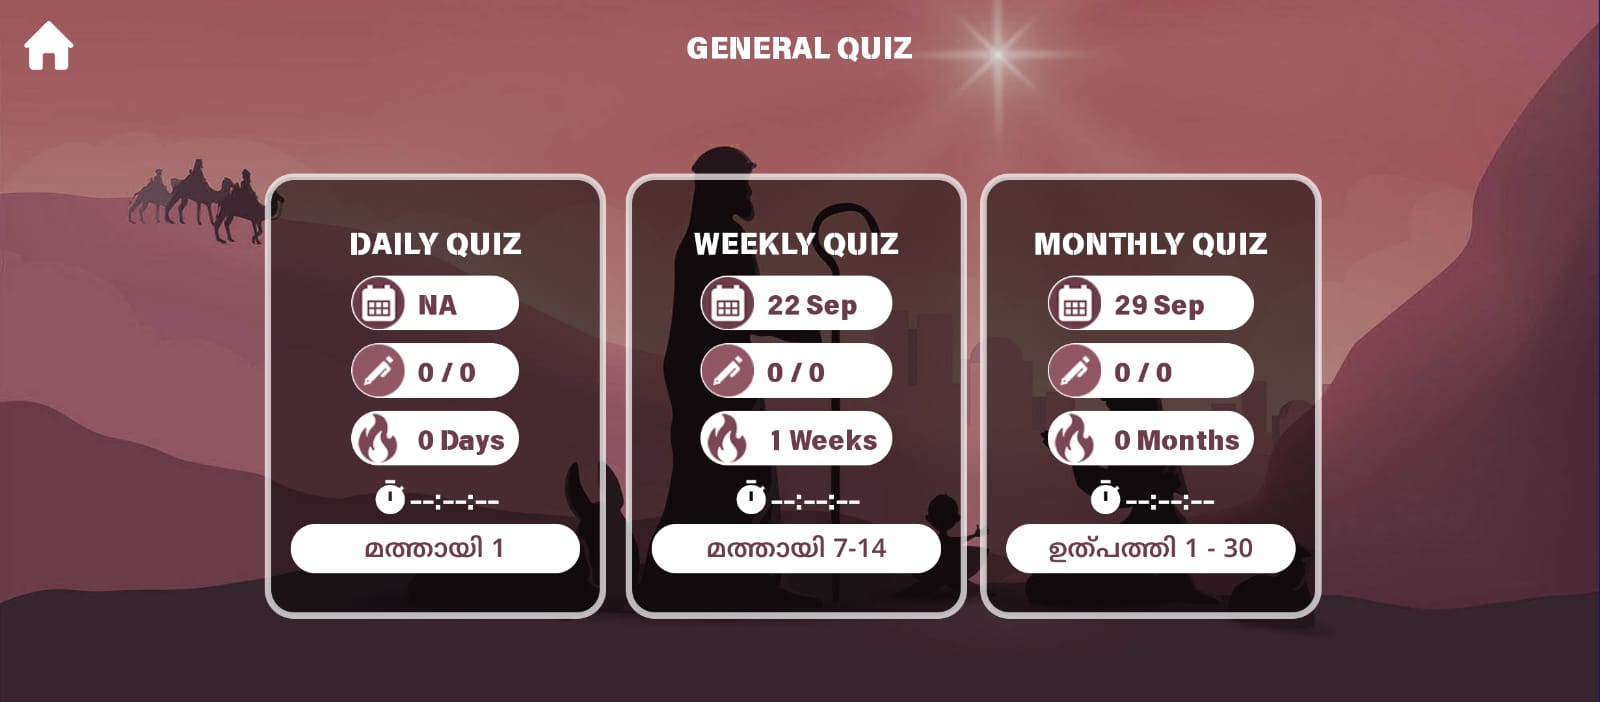 GENERAL QUIZ
DAILY QUIZ
NA
0 / 0
0 Days
--:--:--
മത്തായി 1
WEEKLY QUIZ
22 Sep
0 / 0
1 Weeks
--:--:--
മത്തായി 7-14
MONTHLY QUIZ
29 Sep
0 / 0
0 Months
--:--:--
ഉത്പത്തി 1 - 30